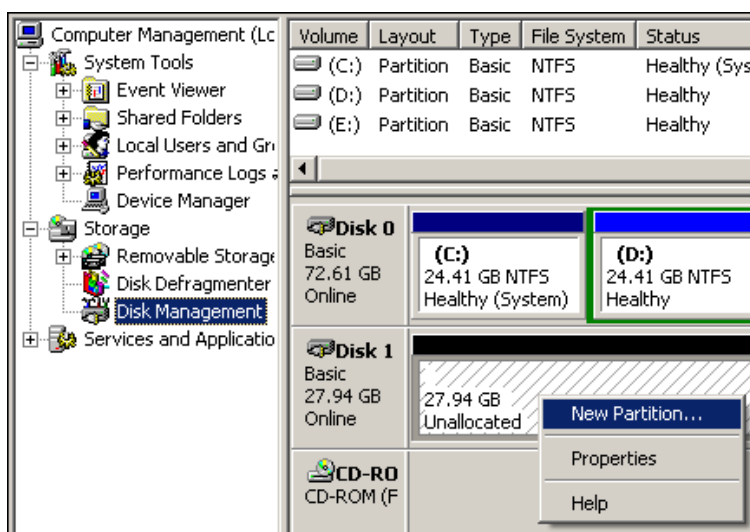 Computer Management (Lc
System Tools
Event Viewer
Shared Folders
Local Users and Gr
Performance Logs
Device Manager
Storage
Removable Storage
Disk Defragmenter
Disk Management
Services and Applicatio
Volume Layout Type File System Status
(C:) Partition Basic NTFS Healthy (Sys
(D:) Partition Basic NTFS Healthy
(E:) Partition Basic NTFS Healthy
Disk 0
Basic
72.61 GB
Online
(C:)
24.41 GB NTFS
Healthy (System)
(D:)
24.41 GB NTFS
Healthy
Disk 1
Basic
27.94 GB
Online
27.94 GB
Unallocated
New Partition...
Properties
Help
CD-RO
CD-ROM (F